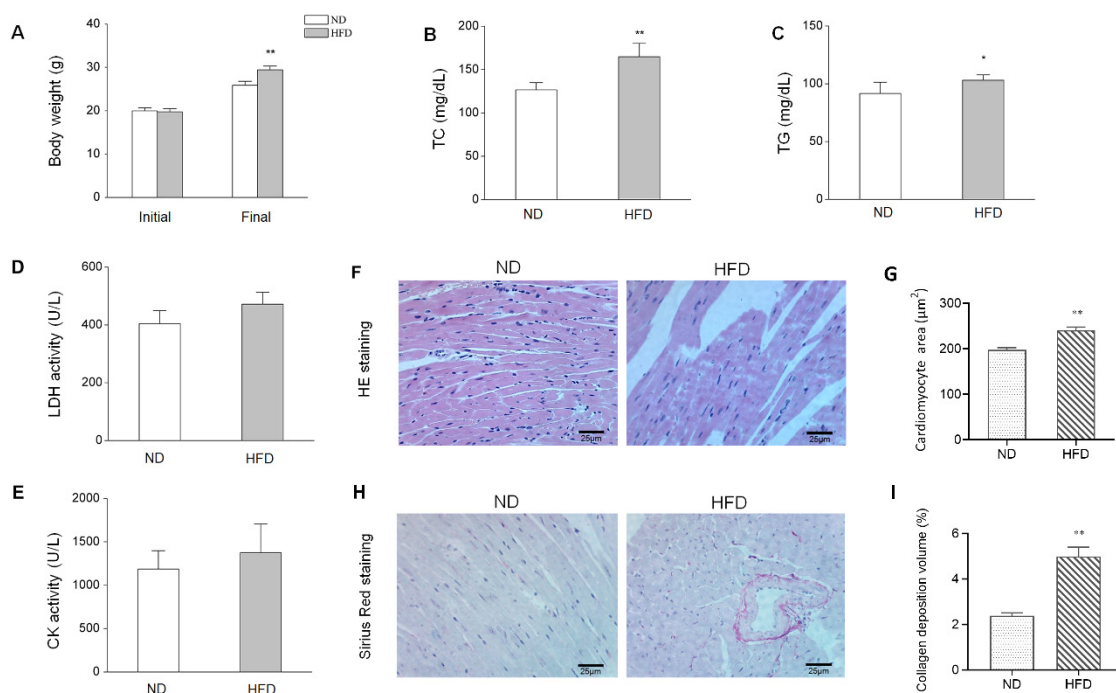 A
Body weight (g)
40
30
20
10
0
**
Initial
Final
ND
HFD
B
TC (mg/dL)
200
150
100
50
0
**
ND
HFD
C
TG (mg/dL)
150
100
50
0
*
ND
HFD
D
LDH activity (U/L)
600
400
200
0
ND
HFD
F
ND
HFD
HE staining
25μm
25μm
G
Cardiomyocyte area (μm²)
300
200
100
0
**
ND
HFD
E
CK activity (U/L)
2000
1500
1000
500
0
ND
HFD
H
ND
HFD
Sirius Red staining
25μm
25μm
I
Collagen deposition volume (%)
6
4
2
0
**
ND
HFD